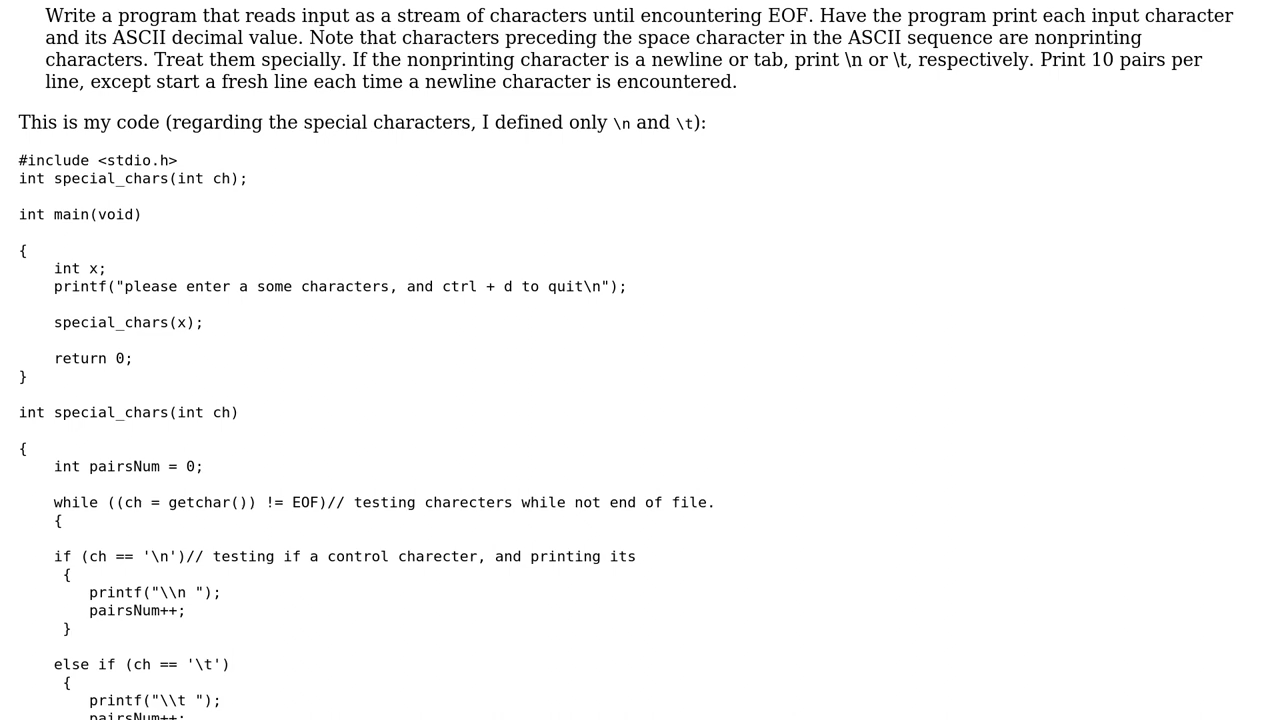 Write a program that reads input as a stream of characters until encountering EOF. Have the program print each input character
and its ASCII decimal value. Note that characters preceding the space character in the ASCII sequence are nonprinting
characters. Treat them specially. If the nonprinting character is a newline or tab, print \n or \t, respectively. Print 10 pairs per
line, except start a fresh line each time a newline character is encountered.
This is my code (regarding the special characters, I defined only \n and \t):
#include <stdio.h>
int special_chars(int ch);
int main(void)
{
int x;
printf("please enter a some characters, and ctrl + d to quit\n");
special_chars(x);
return 0;
}
int special_chars(int ch)
{
int pairsNum = 0;
while ((ch = getchar()) != EOF)// testing charecters while not end of file.
{
if (ch == '\n')// testing if a control charecter, and printing its
{
printf("\\n ");
pairsNum++;
}
else if (ch == '\t')
{
printf("\\t ");
pairsNum++;